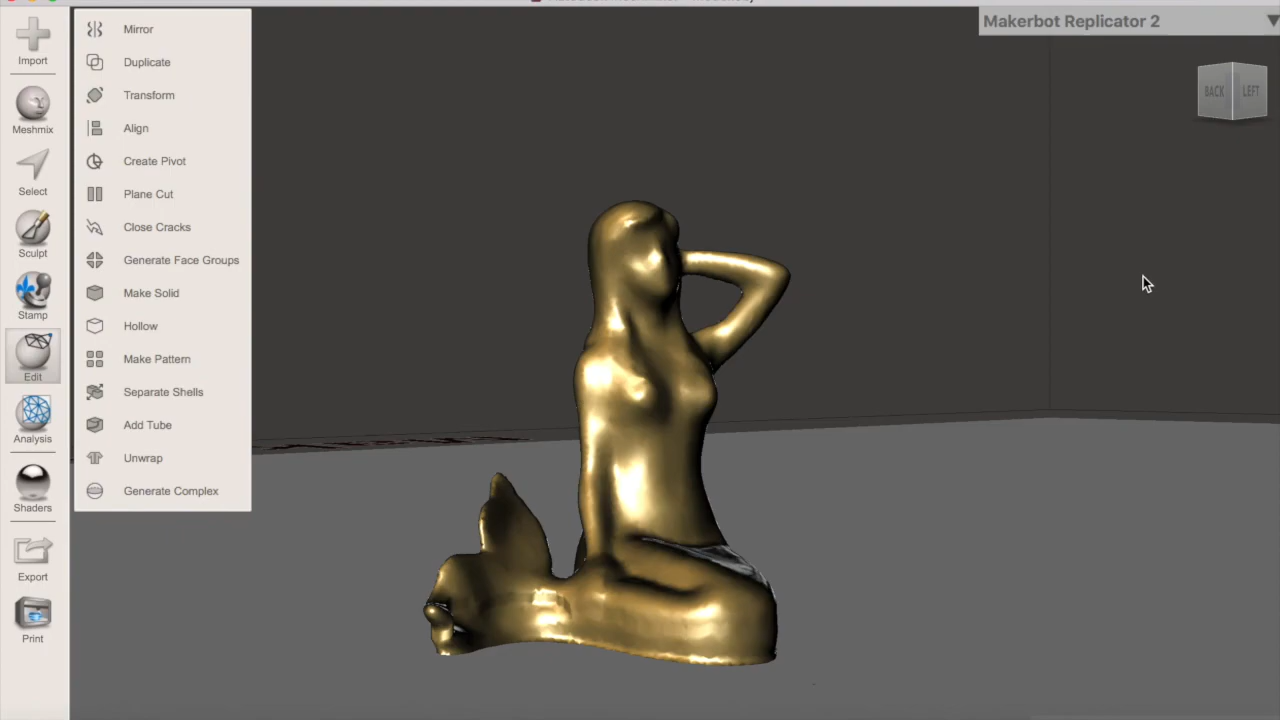 Makerbot Replicator 2
Import
Meshmix
Select
Sculpt
Stamp
Edit
Analysis
Shaders
Export
Print
Mirror
Duplicate
Transform
Align
Create Pivot
Plane Cut
Close Cracks
Generate Face Groups
Make Solid
Hollow
Make Pattern
Separate Shells
Add Tube
Unwrap
Generate Complex
BACK
LEFT